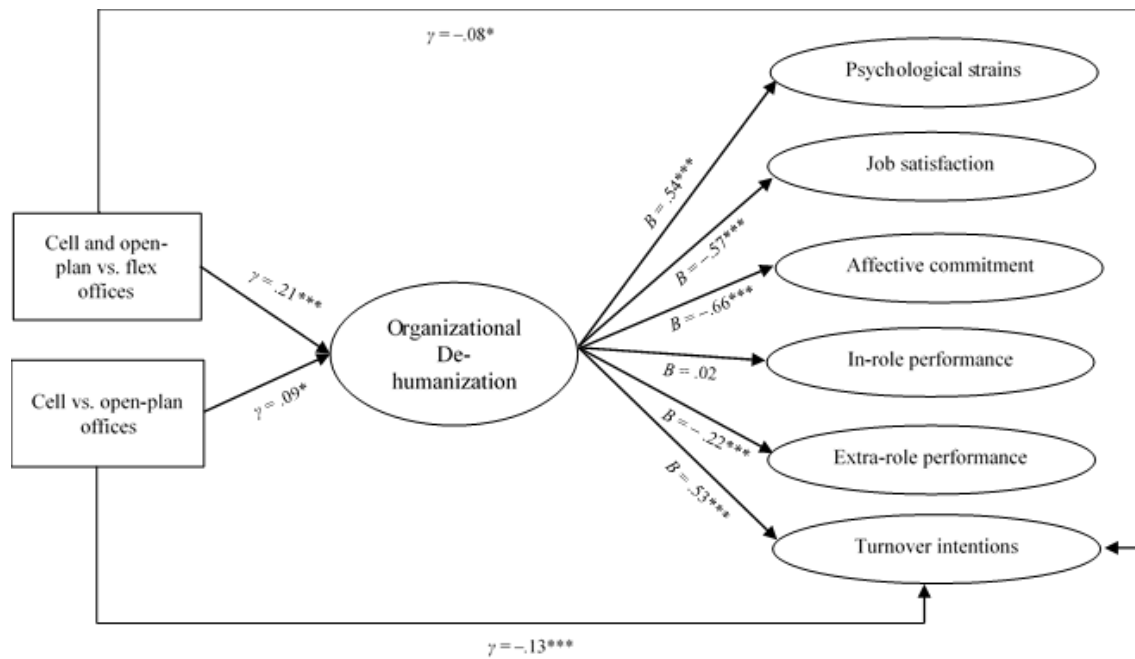 γ = –.08*
Psychological strains
Job satisfaction
B = .54***
Cell and open-
plan vs. flex
offices
B = –.57***
Affective commitment
γ = .21***
B = –.66***
Organizational
De-
humanization
In-role performance
B = .02
Cell vs. open-plan
offices
γ = .09*
B = – .22***
Extra-role performance
B = .53***
Turnover intentions
γ = –.13***